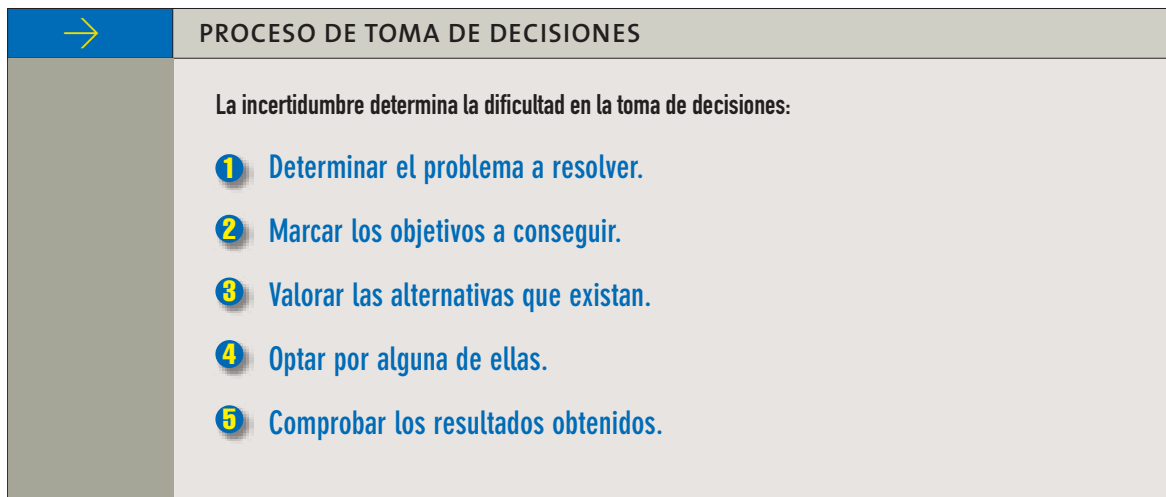 PROCESO DE TOMA DE DECISIONES
La incertidumbre determina la dificultad en la toma de decisiones:
1 Determinar el problema a resolver.
2 Marcar los objetivos a conseguir.
3 Valorar las alternativas que existan.
4 Optar por alguna de ellas.
5 Comprobar los resultados obtenidos.